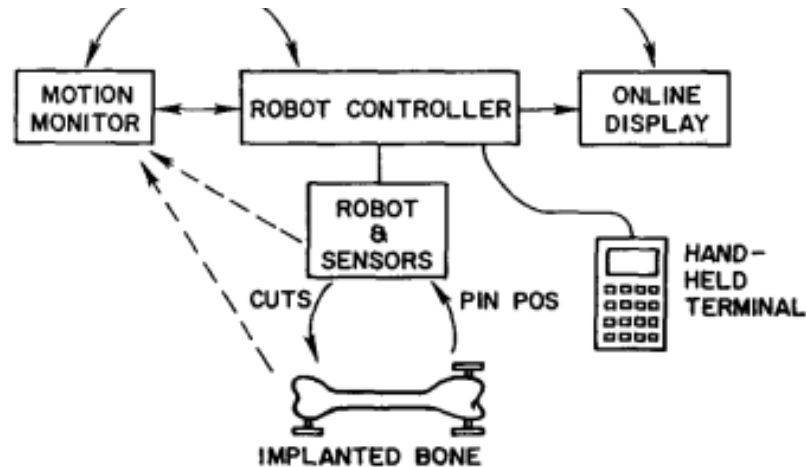 MOTION
MONITOR
ROBOT CONTROLLER
ONLINE
DISPLAY
ROBOT
&
SENSORS
HAND-
HELD
TERMINAL
CUTS
PIN POS
IMPLANTED BONE